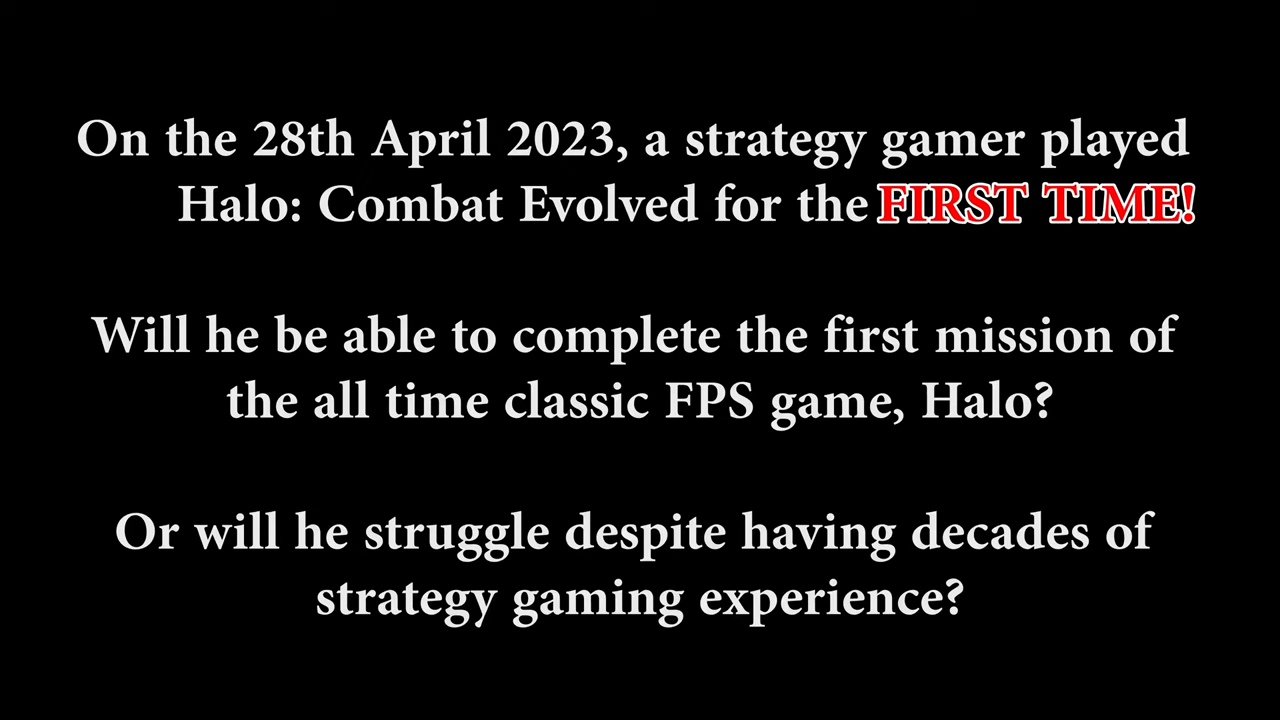 On the 28th April 2023, a strategy gamer played
Halo: Combat Evolved for the FIRST TIME!
Will he be able to complete the first mission of
the all time classic FPS game, Halo?
Or will he struggle despite having decades of
strategy gaming experience?